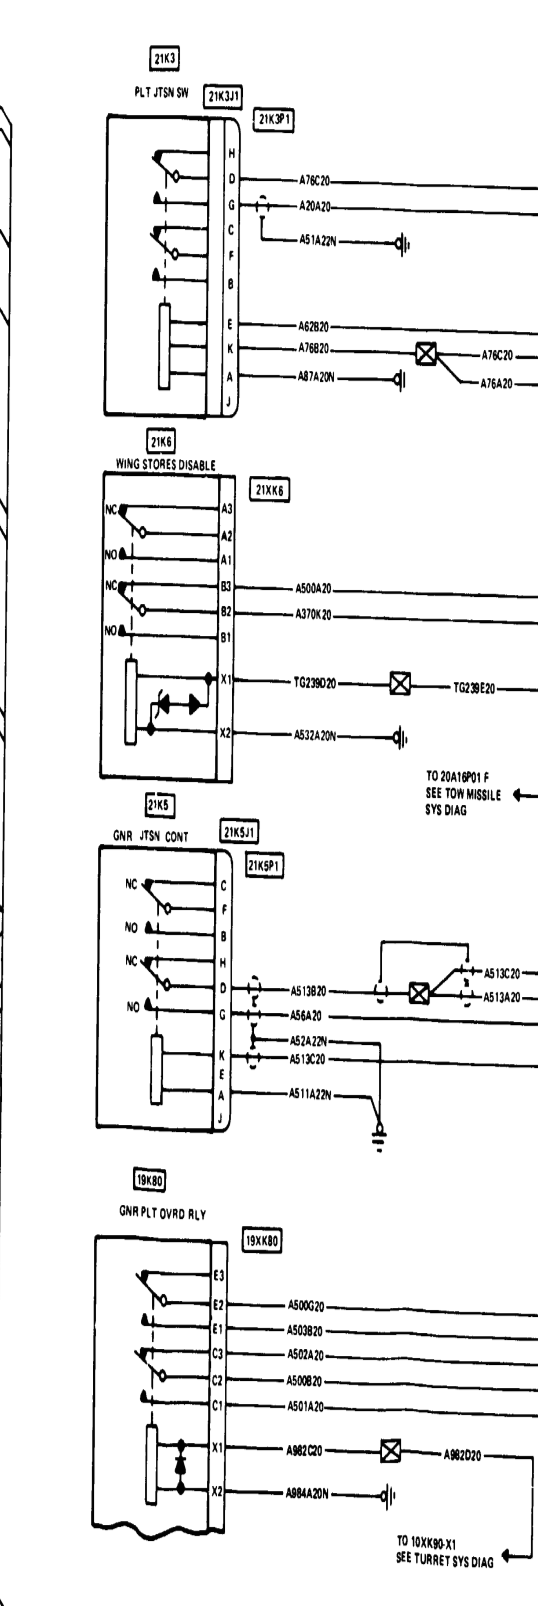 21K3
PLT JTSN SW
21K3J1
21K3P1
H
D
A76C20
G
A20A20
C
A51A22N
F
B
E
A62B20
K
A76B20
A76C20
A
A87A20N
A76A20
J
21K6
WING STORES DISABLE
21XK6
NC
A3
A2
NO
A1
NC
B3
A500A20
B2
A370K20
NO
B1
X1
TG239D20
TG239E20
X2
A532A20N
TO 20A16P01 F
SEE TOW MISSILE
SYS DIAG
21K5
GNR JTSN CONT
21K5J1
21K5P1
NC
C
F
NO
B
NC
H
A513C20
D
A513B20
A513A20
NO
G
A56A20
A52A22N
K
A513C20
E
A
A511A22N
J
19K80
GNR PLT OVRD RLY
19XK80
E3
E2
A500G20
E1
A503B20
C3
A502A20
C2
A500B20
C1
A501A20
X1
A982C20
A982D20
X2
A984A20N
TO 10XK90-X1
SEE TURRET SYS DIAG